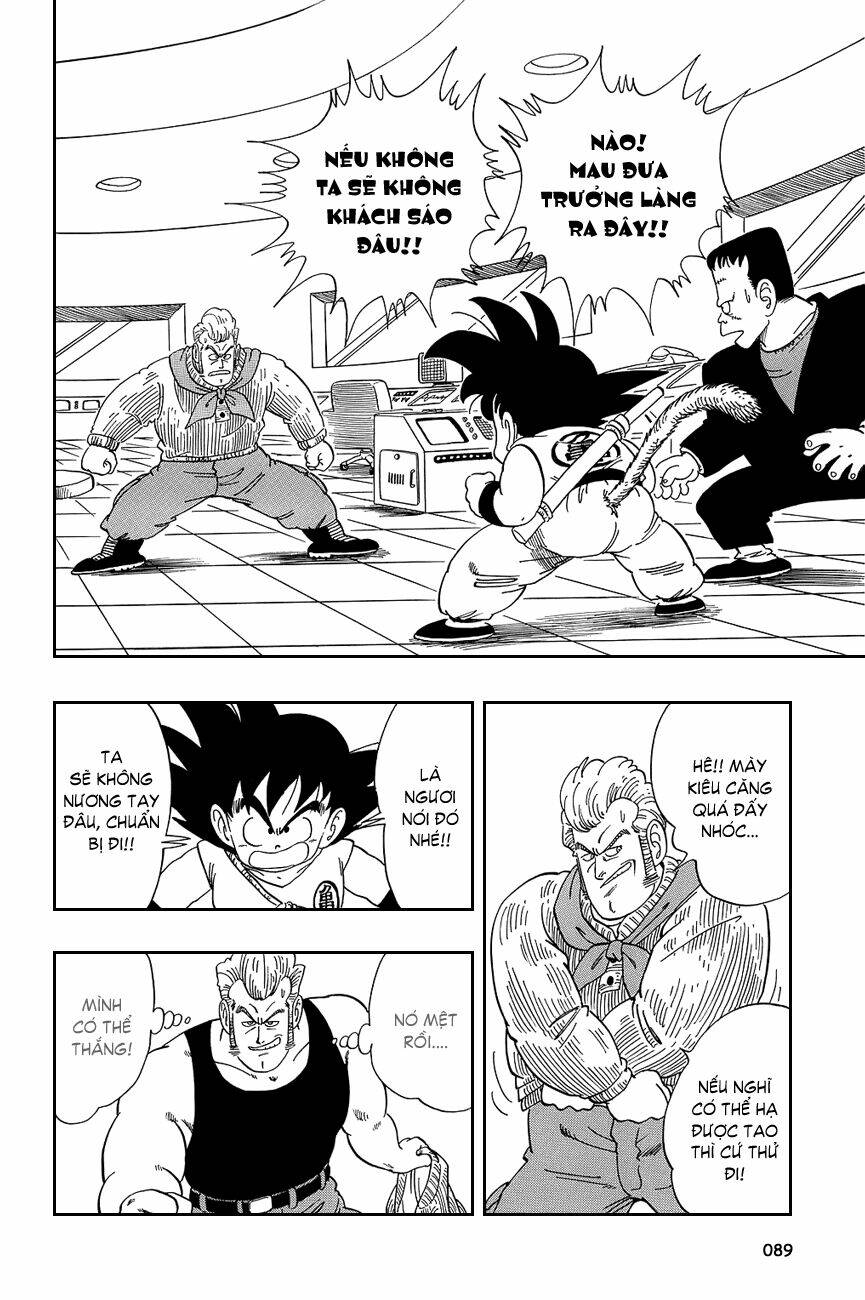 NÀO!
MAU ĐƯA
TRƯỞNG LÀNG
RA ĐÂY!!
NẾU KHÔNG
TA SẼ KHÔNG
KHÁCH SÁO
ĐÂU!!
HÊ!! MÀY
KIÊU CĂNG
QUÁ ĐẤY
NHÓC...
NẾU NGHĨ
CÓ THỂ HẠ
ĐƯỢC TAO
THÌ CỨ THỬ
ĐI!
LÀ
NGƯƠI
NÓI ĐÓ
NHÉ!!
TA
SẼ KHÔNG
NƯƠNG TAY
ĐÂU, CHUẨN
BỊ ĐI!!
亀
NÓ MỆT
RỒI....
MÌNH
CÓ THỂ
THẮNG!
089